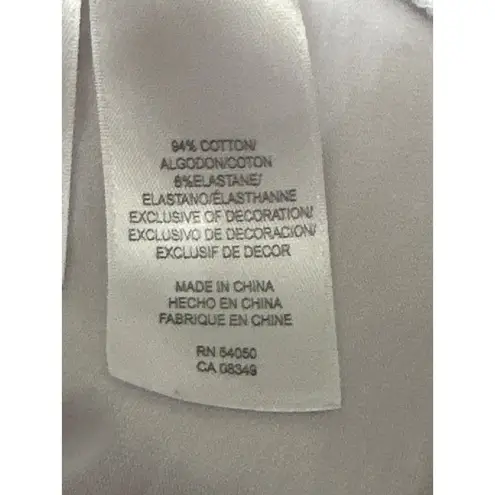 94% COTTON/
ALGODON/COTON
6%ELASTANE/
ELASTANO/ÉLASTHANNE
EXCLUSIVE OF DECORATION/
EXCLUSIVO DE DECORACION/
EXCLUSIF DE DECOR
MADE IN CHINA
HECHO EN CHINA
FABRIQUE EN CHINE
RN 54050
CA 08349